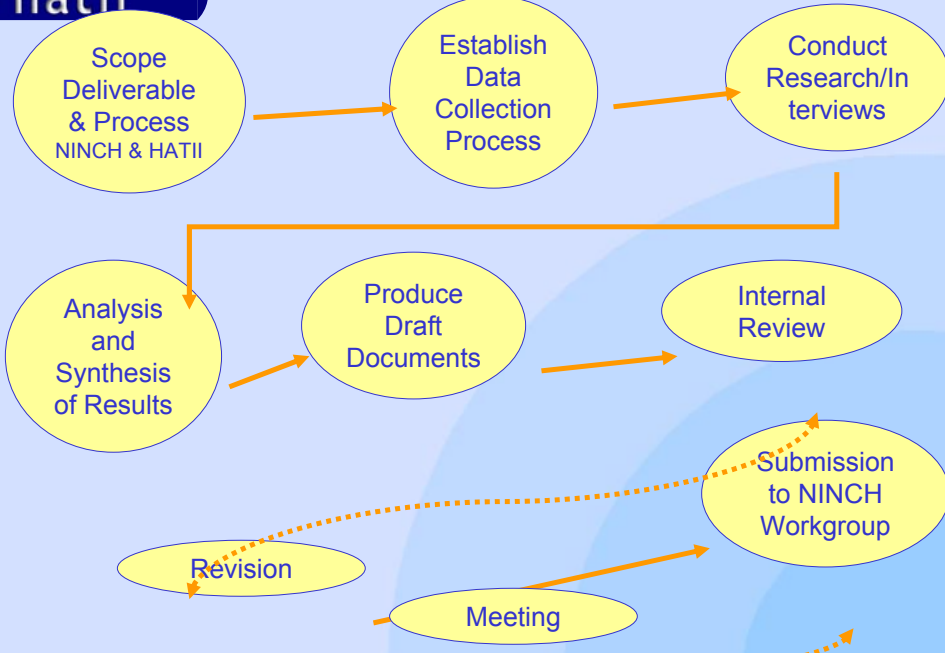 hatii
Scope
Deliverable
& Process
NINCH & HATII
Establish
Data
Collection
Process
Conduct
Research/In
terviews
Analysis
and
Synthesis
of Results
Produce
Draft
Documents
Internal
Review
Submission
to NINCH
Workgroup
Revision
Meeting